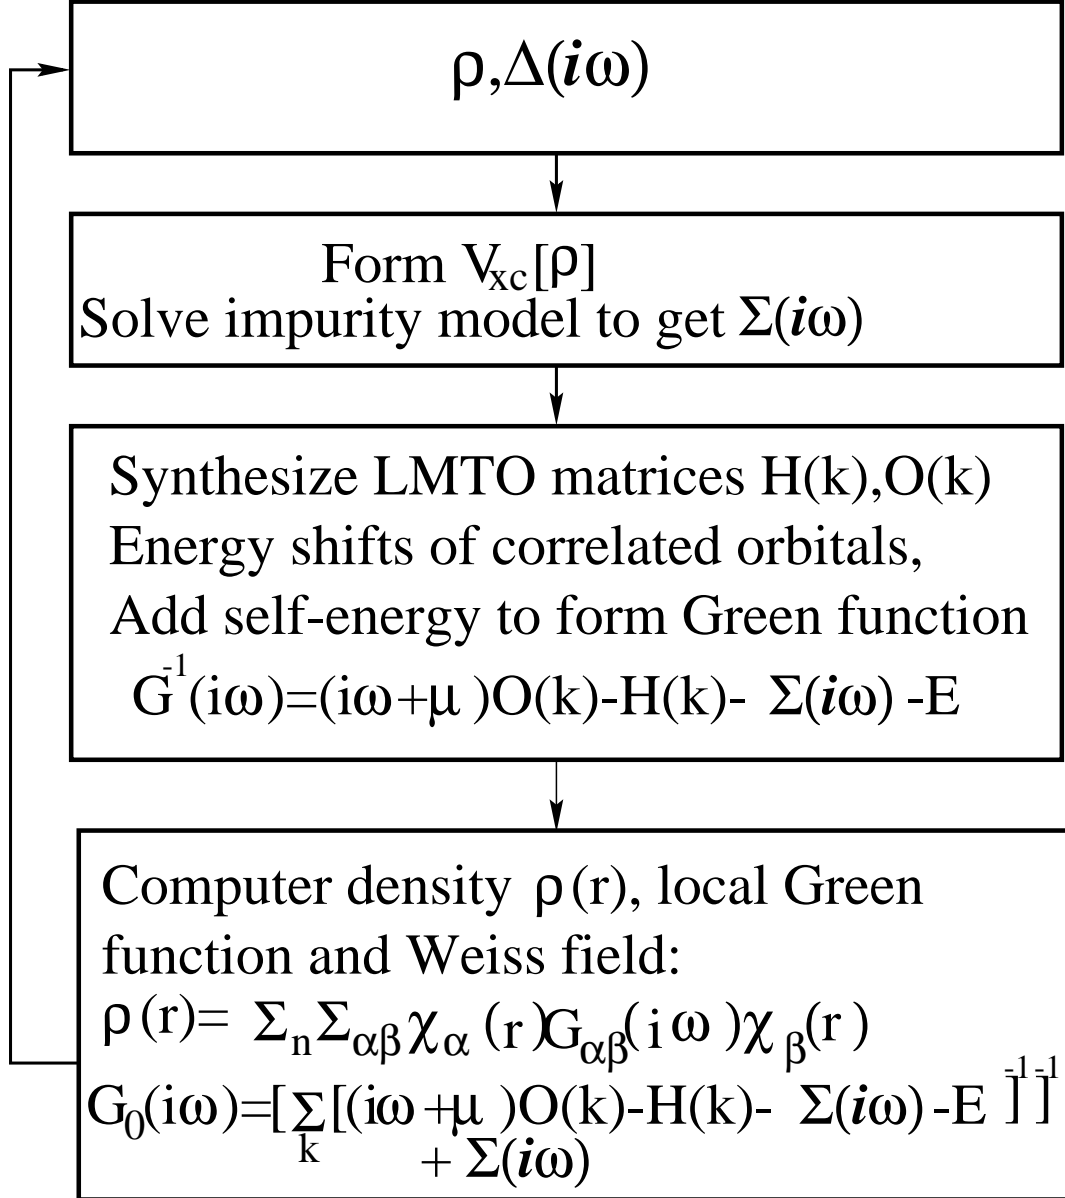 ρ,Δ(iω)
Form V_xc[ρ]
Solve impurity model to get Σ(iω)
Synthesize LMTO matrices H(k),O(k)
Energy shifts of correlated orbitals,
Add self-energy to form Green function
G^-1(iω)=(iω+μ )O(k)-H(k)- Σ(iω) -E
Computer density ρ(r), local Green
function and Weiss field:
ρ(r)= Σ_n Σ_αβ χ_α (r)G_αβ(iω)χ_β(r)
G_0(iω)=[Σ_k[(iω+μ )O(k)-H(k)- Σ(iω) -E ]^-1]^-1
+ Σ(iω)